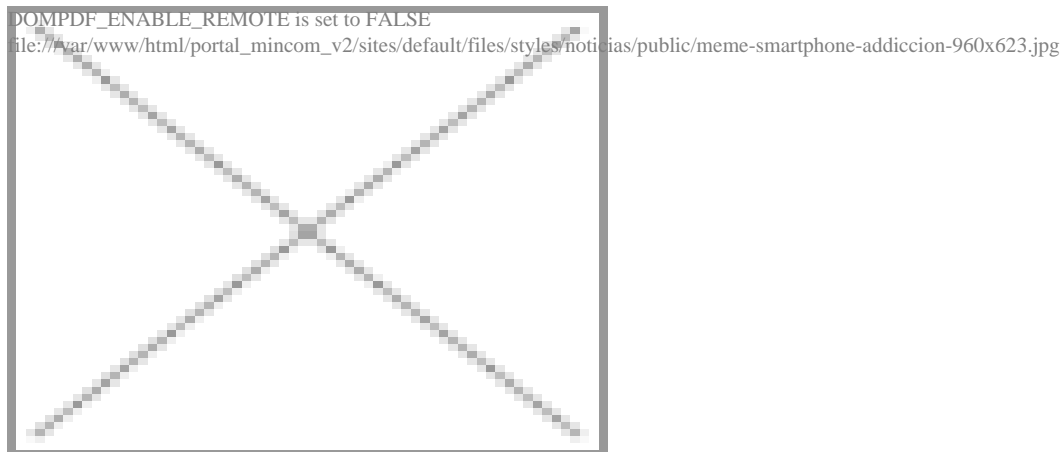 DOMPDF_ENABLE_REMOTE is set to FALSE
file:///var/www/html/portal_mincom_v2/sites/default/files/styles/noticias/public/meme-smartphone-addiccion-960x623.jpg